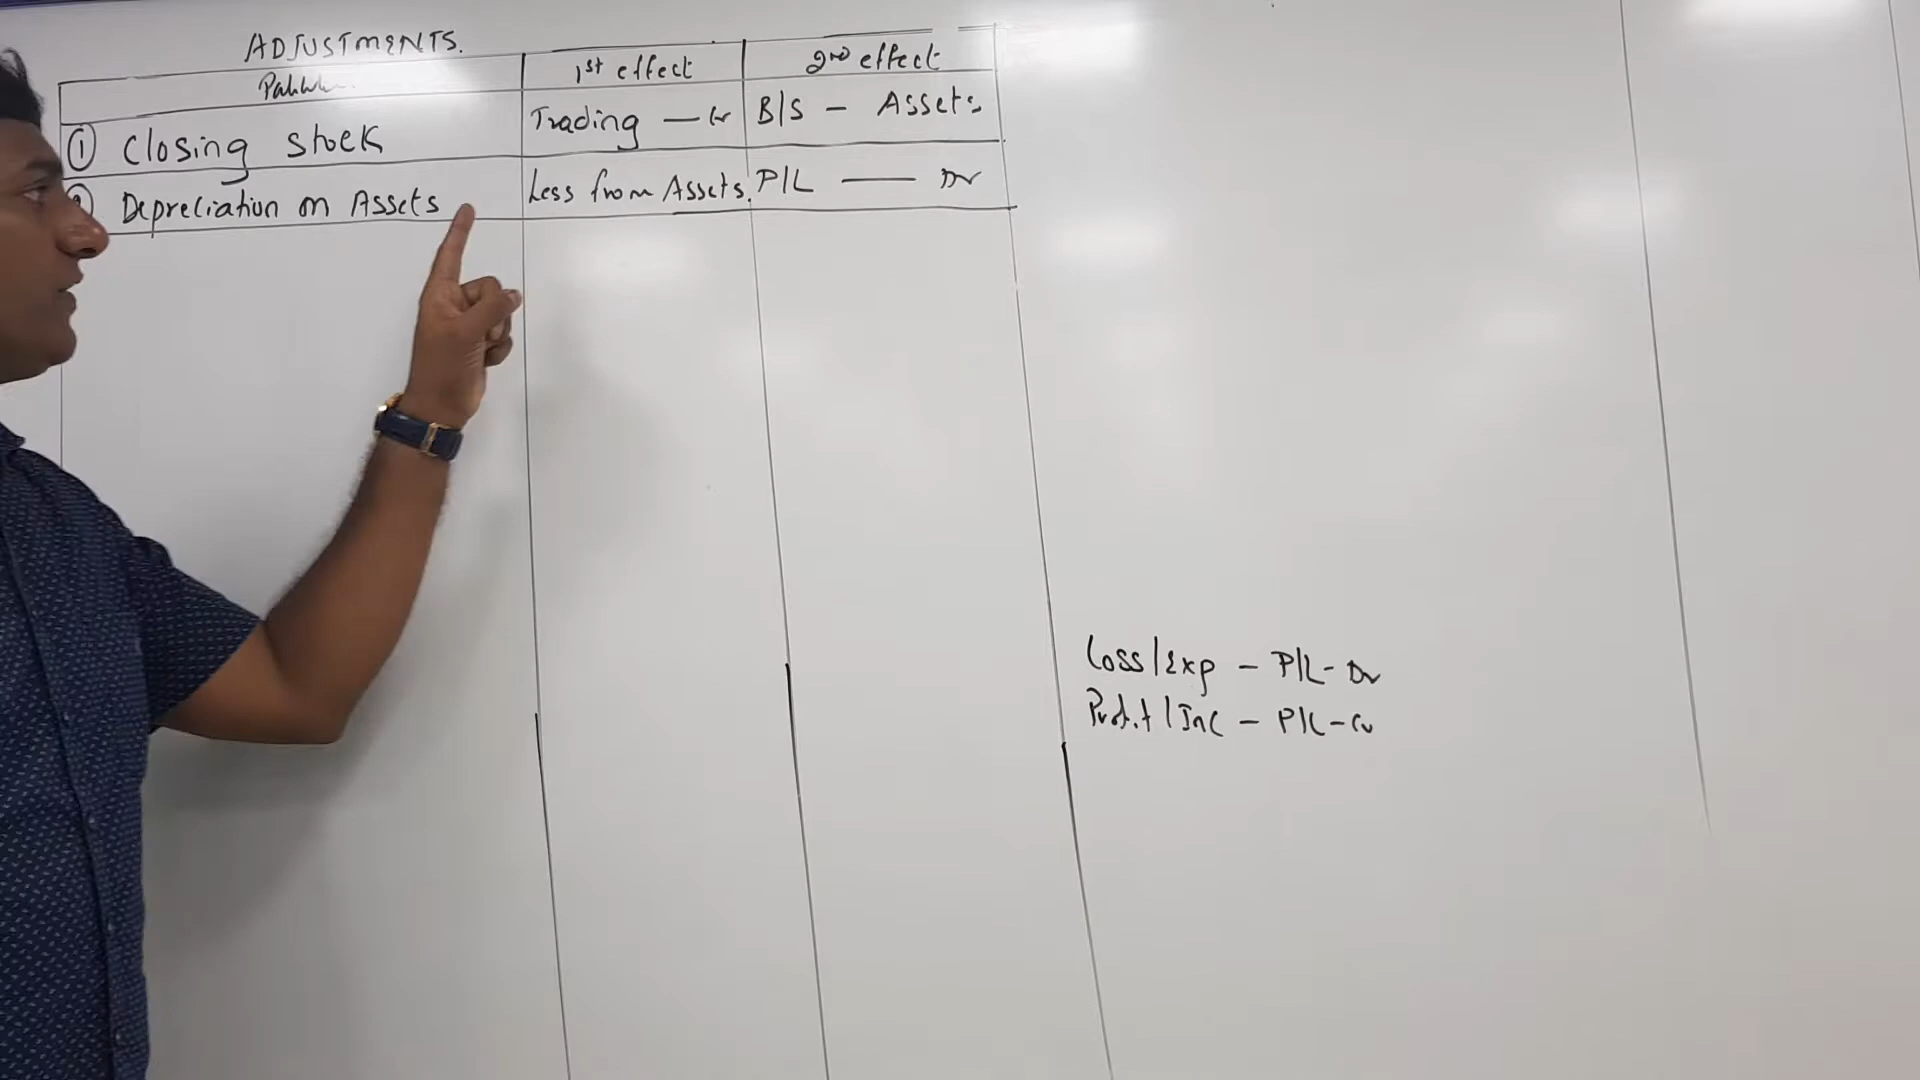 ADJUSTMENTS.
1st effect 2nd effect
① Closing stock Trading — Cr B/S - Assets
Depreciation on Assets Less from Assets. P/L — Dr
Loss/Exp - P/L- Dr
Profit/Inc - P/L-Cr